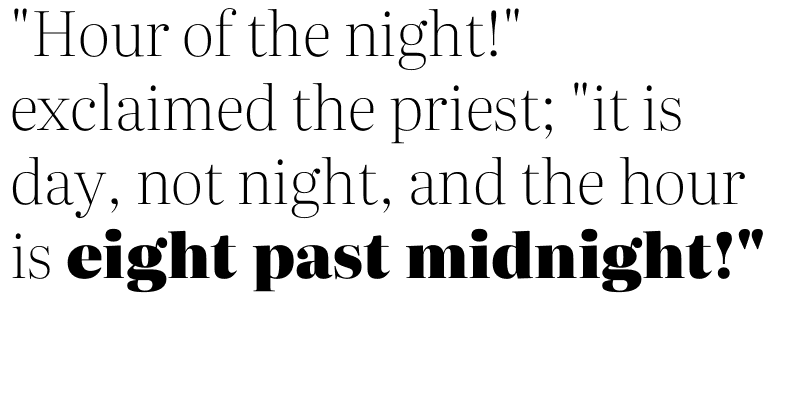 "Hour of the night!"
exclaimed the priest; "it is
day, not night, and the hour
is eight past midnight!"